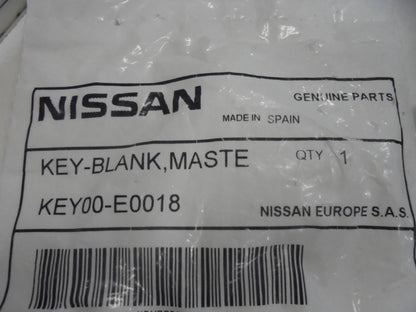 NISSAN GENUINE PARTS
MADE IN SPAIN
KEY-BLANK,MASTE QTY 1
KEY00-E0018 NISSAN EUROPE S.A.S.